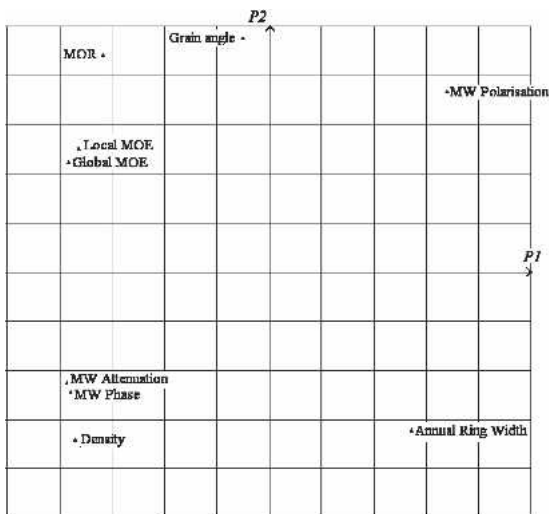 P2
Grain angle
MOR
MW Polarisation
Local MOE
Global MOE
P1
MW Attenuation
MW Phase
Annual Ring Width
Density